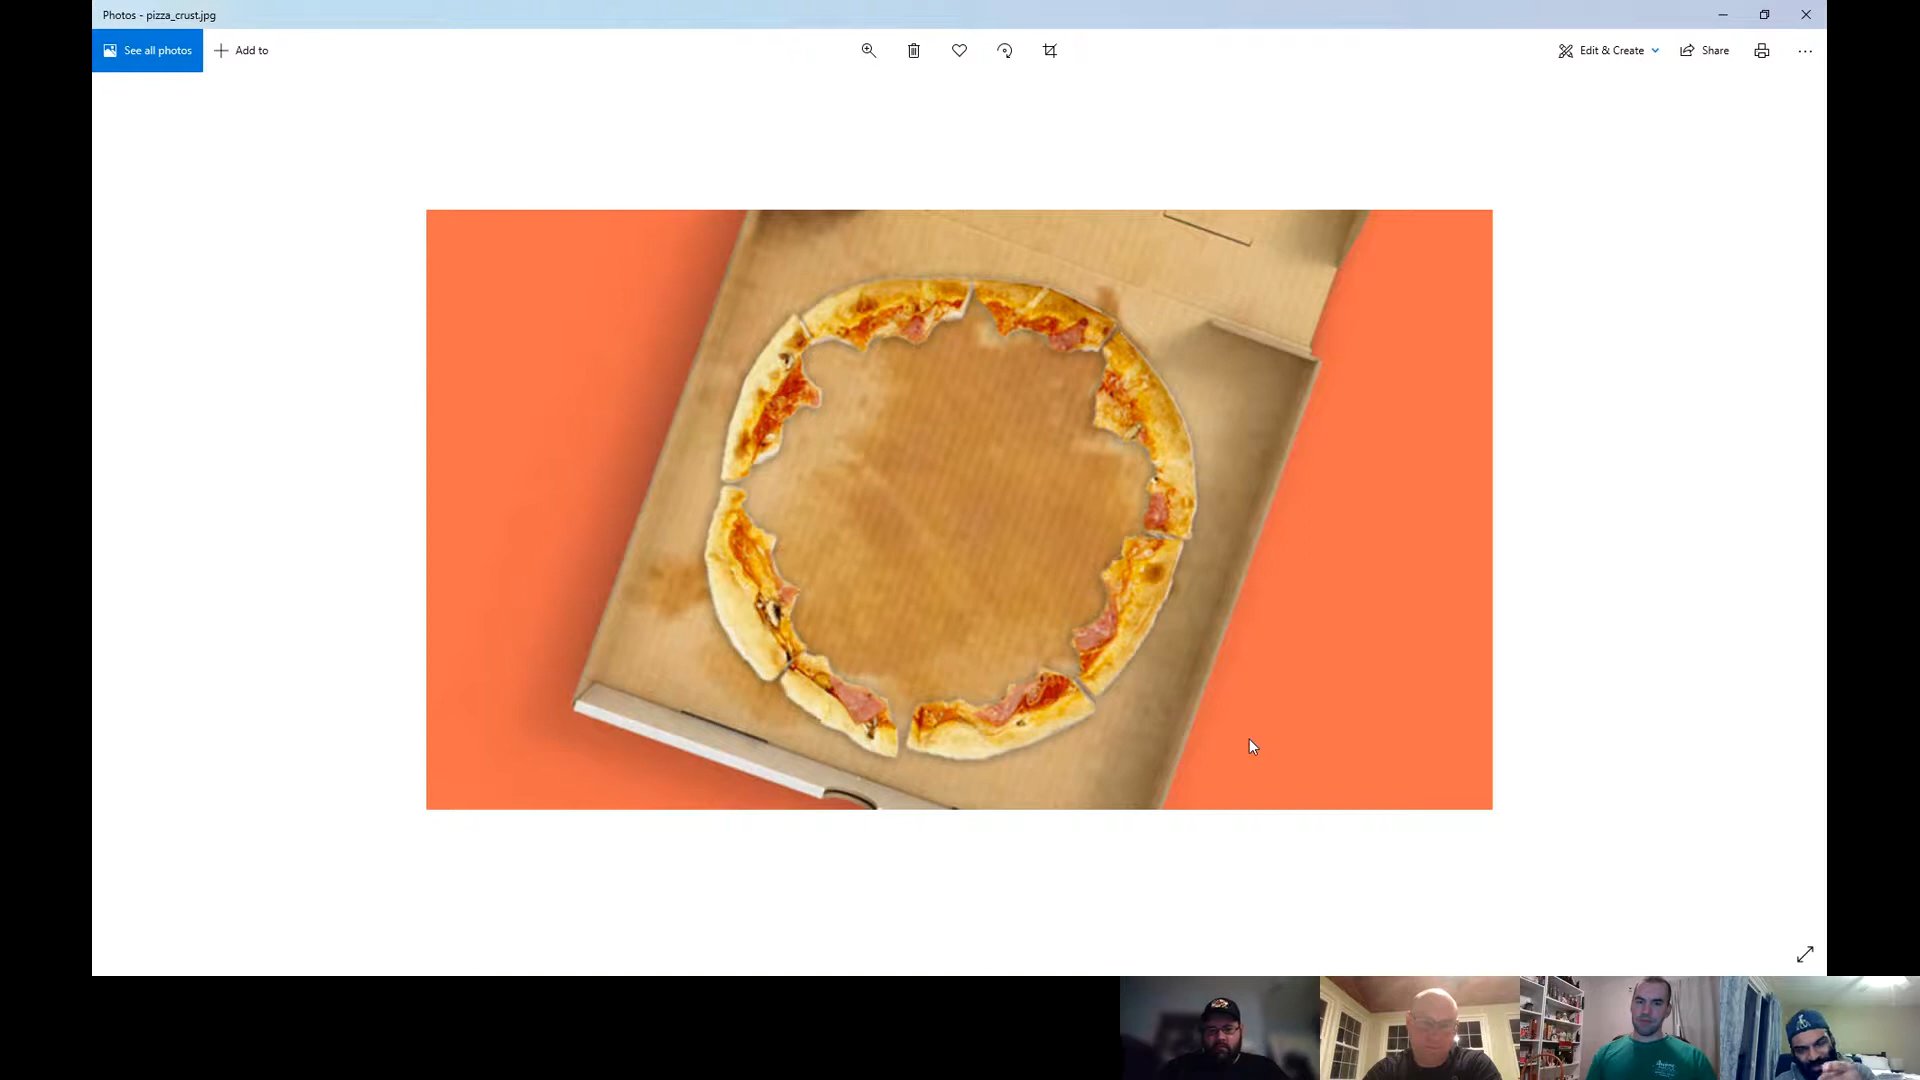 Photos - pizza_crust.jpg
See all photos
Add to
Edit & Create
Share